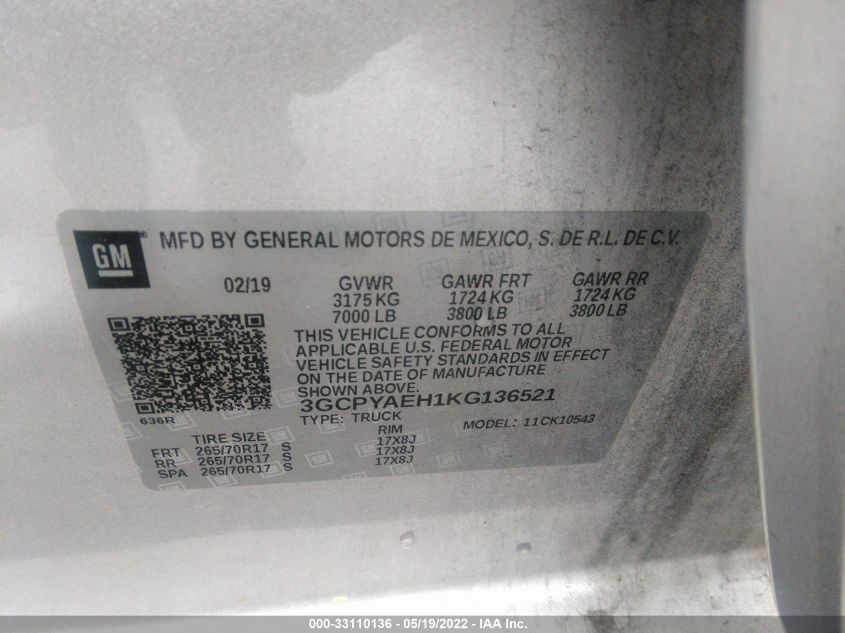 GM
MFD BY GENERAL MOTORS DE MEXICO, S. DE R.L. DE C.V.
02/19 GVWR GAWR FRT GAWR RR
3175 KG 1724 KG 1724 KG
7000 LB 3800 LB 3800 LB
THIS VEHICLE CONFORMS TO ALL
APPLICABLE U.S. FEDERAL MOTOR
VEHICLE SAFETY STANDARDS IN EFFECT
ON THE DATE OF MANUFACTURE
SHOWN ABOVE.
3GCPYAEH1KG136521
636R TYPE: TRUCK MODEL: 11CK10543
TIRE SIZE RIM
FRT 265/70R17 S 17X8J
RR 265/70R17 S 17X8J
SPA 265/70R17 S 17X8J
000-33110136 - 05/19/2022 - IAA Inc.